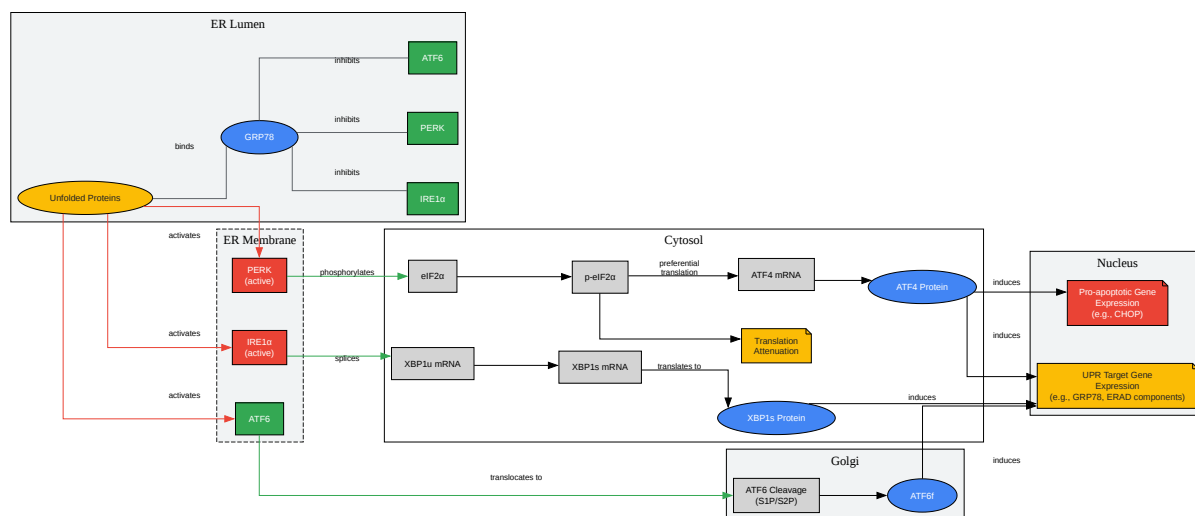 ER Lumen
ATF6
inhibits
inhibits
PERK
GRP78
binds
inhibits
IRE1α
Unfolded Proteins
activates
ER Membrane
PERK
(active)
phosphorylates
activates
IRE1α
(active)
splices
activates
ATF6
Cytosol
eIF2α
p-eIF2α
preferential
translation
ATF4 mRNA
ATF4 Protein
Translation
Attenuation
XBP1u mRNA
XBP1s mRNA
translates to
XBP1s Protein
induces
induces
induces
Nucleus
Pro-apoptotic Gene
Expression
(e.g., CHOP)
UPR Target Gene
Expression
(e.g., GRP78, ERAD components)
translocates to
Golgi
ATF6 Cleavage
(S1P/S2P)
ATF6f
induces